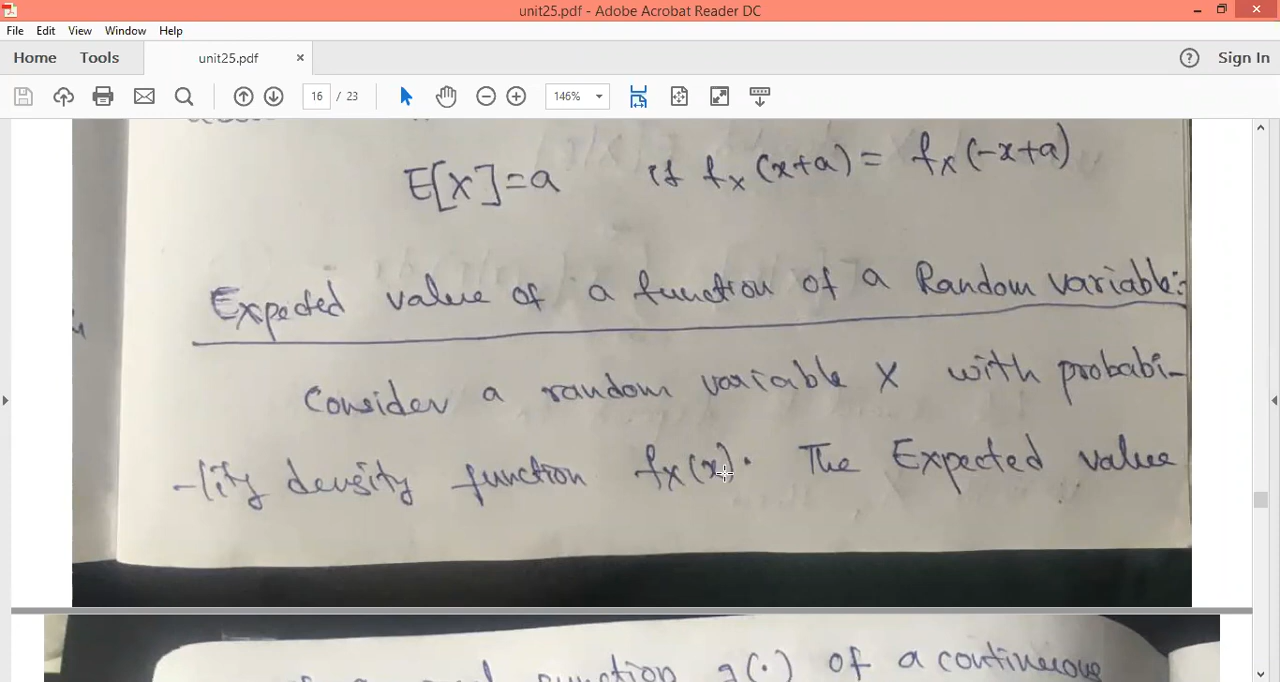 unit25.pdf - Adobe Acrobat Reader DC
File Edit View Window Help
Home Tools unit25.pdf × ? Sign In
16 / 23 146%
E[X]=a if fx(x+a) = fx(-x+a)
Expected value of a function of a Random variable:
Consider a random variable X with probabi-
-lity density function fx(x). The Expected value
function g(·) of a continuous